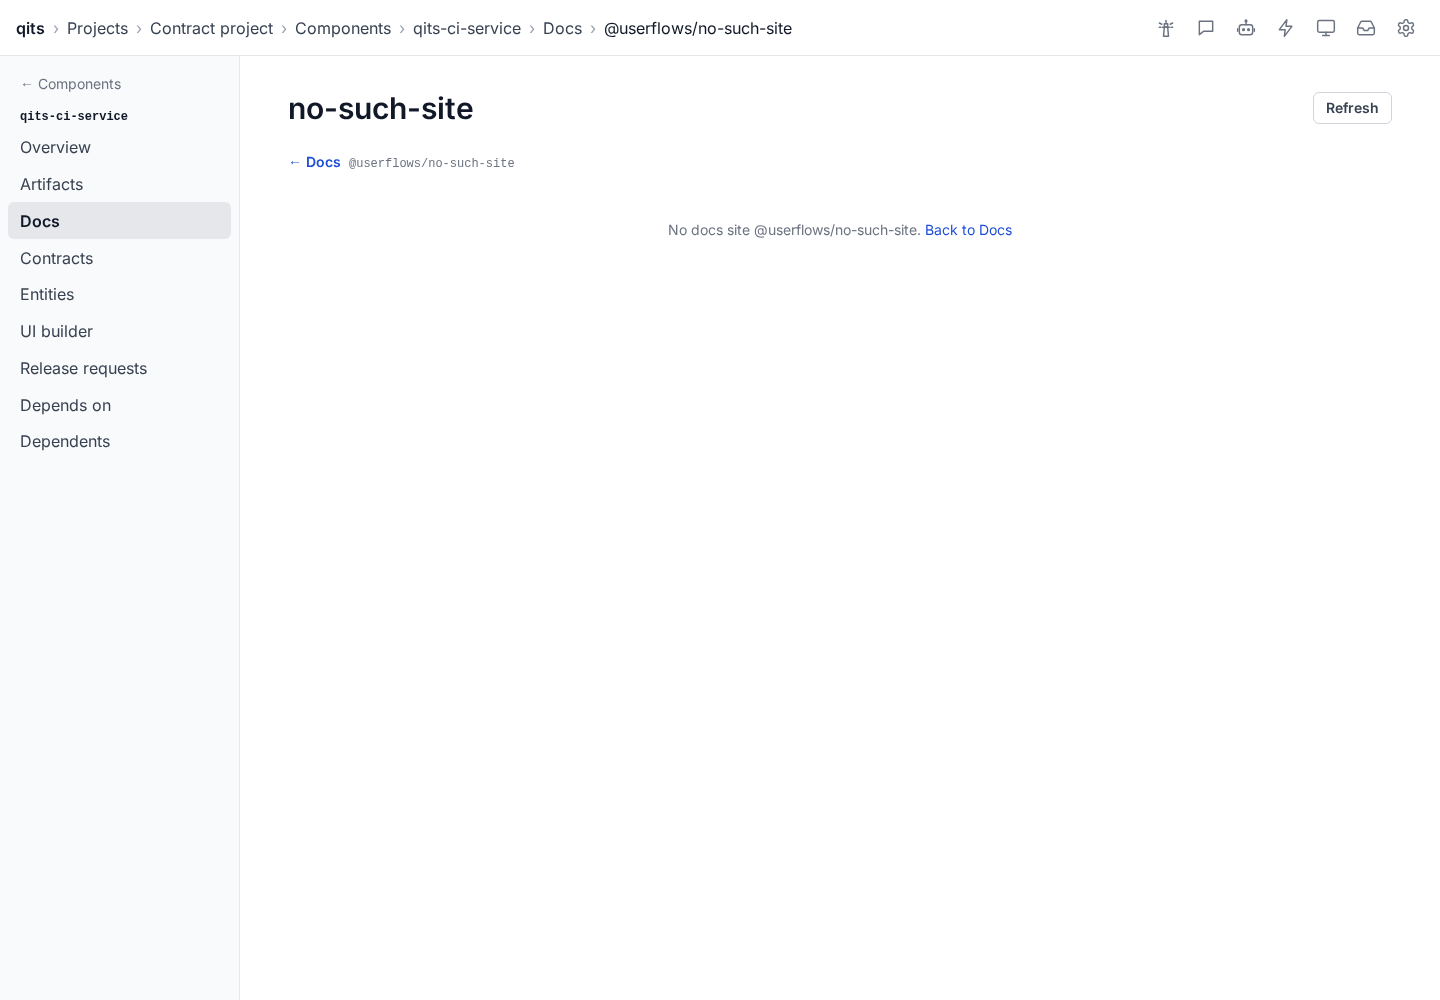 qits › Projects › Contract project › Components › qits-ci-service › Docs › @userflows/no-such-site
← Components
qits-ci-service
Overview
Artifacts
Docs
Contracts
Entities
UI builder
Release requests
Depends on
Dependents
no-such-site
Refresh
← Docs @userflows/no-such-site
No docs site @userflows/no-such-site. Back to Docs